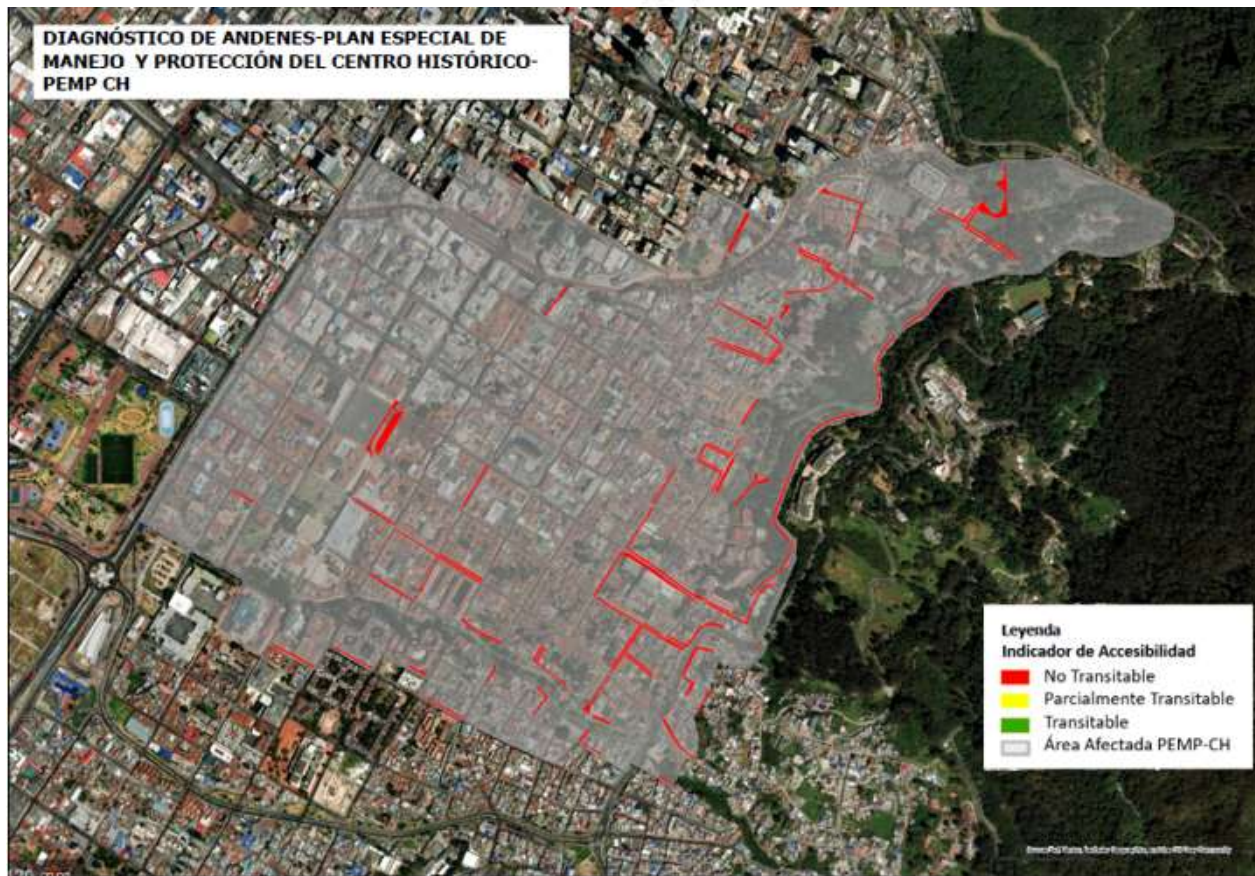 DIAGNÓSTICO DE ANDENES-PLAN ESPECIAL DE
MANEJO Y PROTECCIÓN DEL CENTRO HISTÓRICO-
PEMP CH
Leyenda
Indicador de Accesibilidad
No Transitable
Parcialmente Transitable
Transitable
Área Afectada PEMP-CH